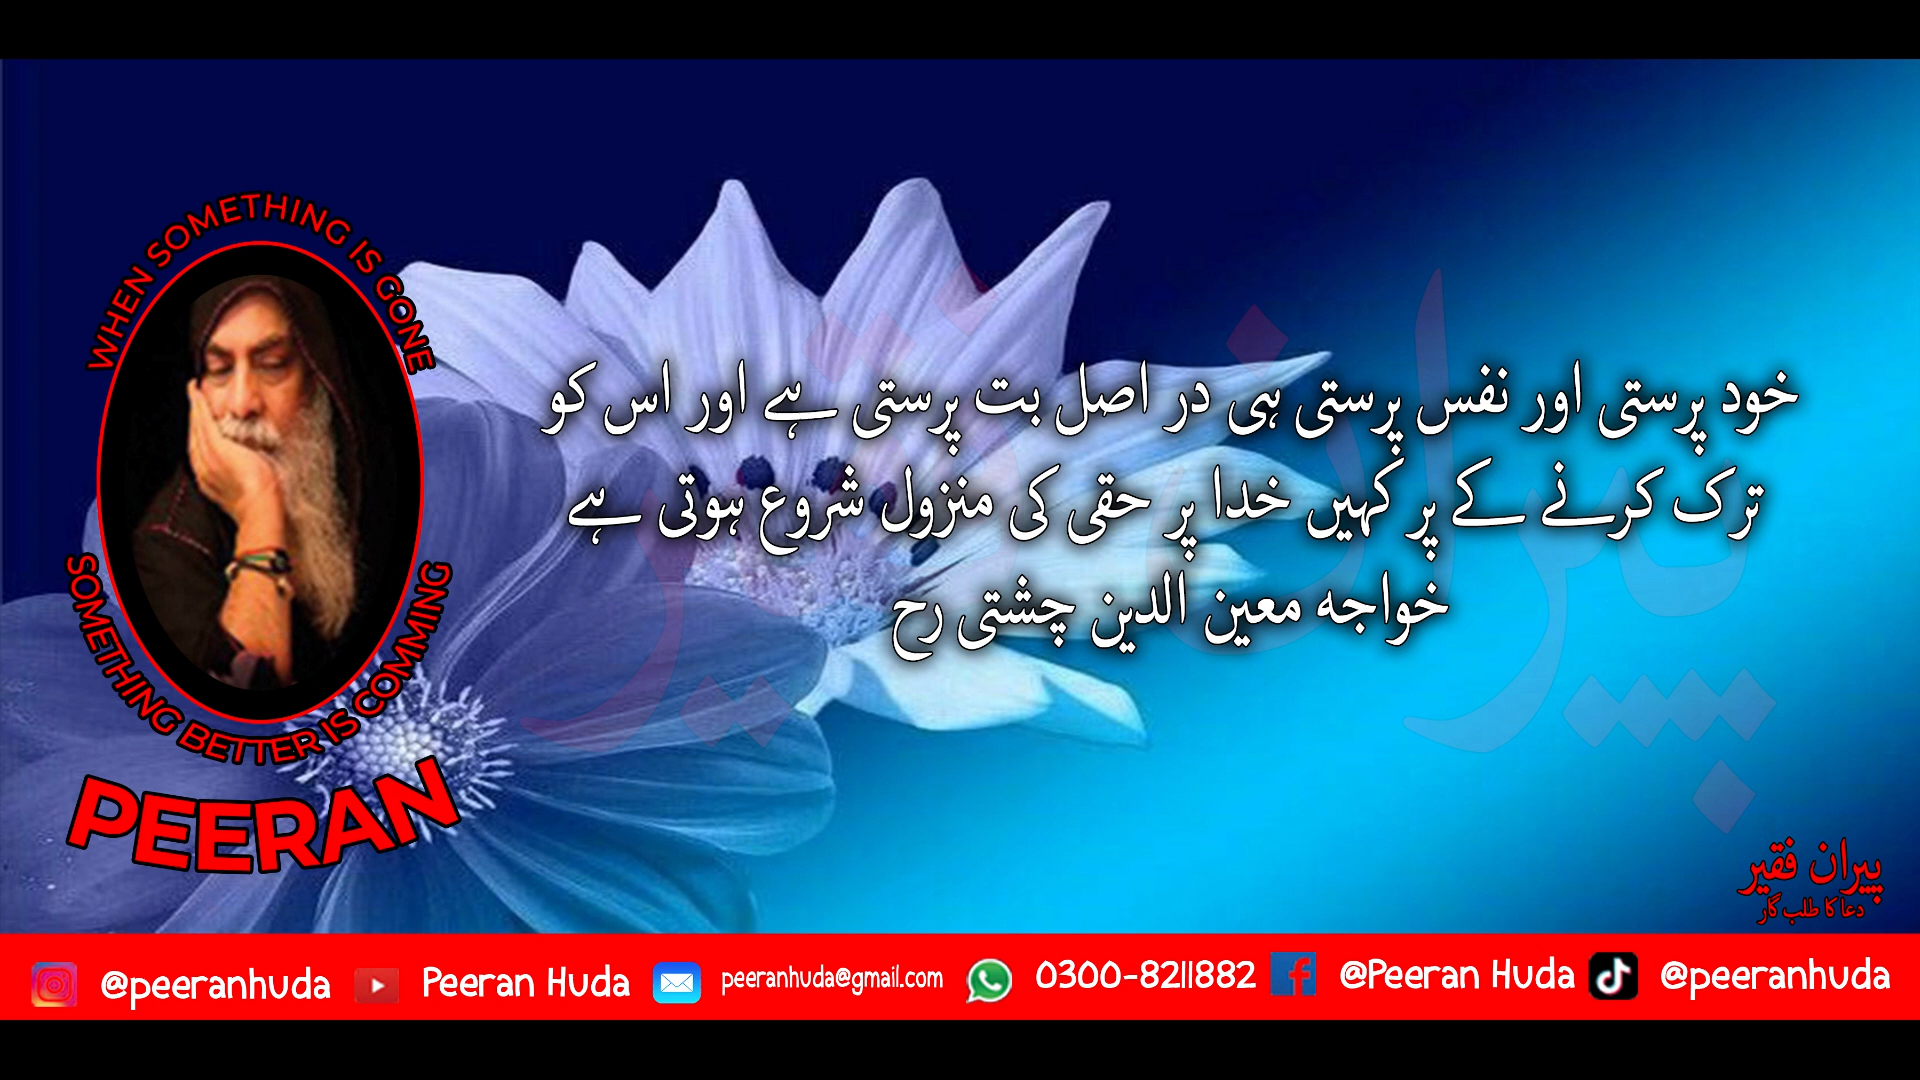 WHEN SOMETHING IS GONE
SOMETHING BETTER IS COMMING
PEERAN
خود پرستی اور نفس پرستی ہی در اصل بت پرستی ہے اور اس کو
ترک کرنے کے پر کہیں خدا پر حقی کی منزول شروع ہوتی ہے
خواجہ معین الدین چشتی رح
پیران فقیر
پیران فقیر
دعا کا طلب گار
@peeranhuda Peeran Huda peeranhuda@gmail.com 0300-8211882 @Peeran Huda @peeranhuda